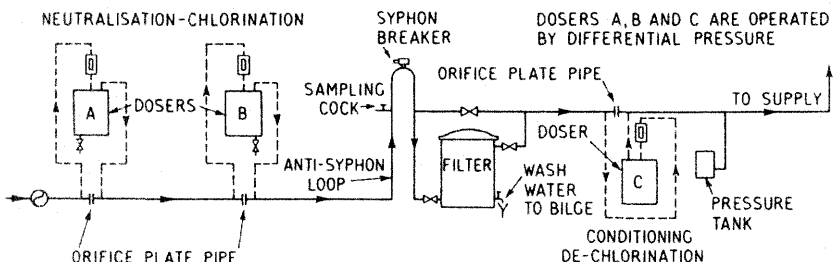 NEUTRALISATION-CHLORINATION
SYPHON
BREAKER
DOSERS A, B AND C ARE OPERATED
BY DIFFERENTIAL PRESSURE
SAMPLING
COCK
ORIFICE PLATE PIPE
A
DOSERS
B
TO SUPPLY
DOSER
ANTI-SYPHON
LOOP
FILTER
WASH
WATER
TO BILGE
C
PRESSURE
TANK
ORIFICE PLATE PIPE
CONDITIONING
DE-CHLORINATION